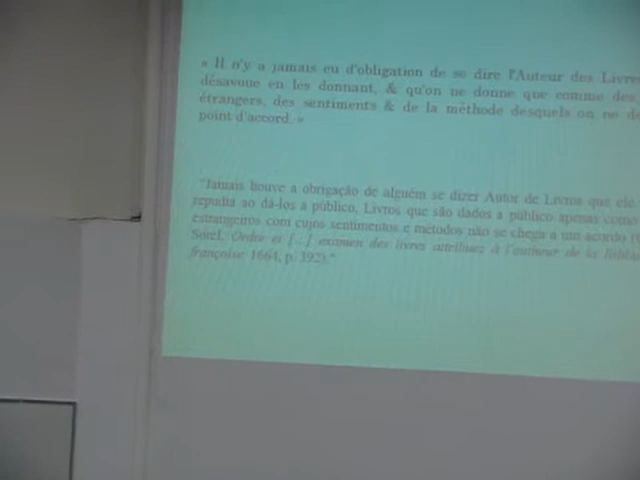 « Il n'y a jamais eu d'obligation de se dire l'Auteur des Livres
désavoue en les donnant, & qu'on ne donne que comme des
étrangers, des sentiments & de la méthode desquels on ne
point d'accord. »
"Jamais houve a obrigação de alguém se dizer Autor de Livros que ele
repudia ao dá-los a público, Livros que são dados a público apenas como
estrangeiros com cujos sentimentos e métodos não se chega a um acordo
Sorel. Ordre et [...] examen des livres attribuez à l'autheur de la
françoise 1664, p. 392)."